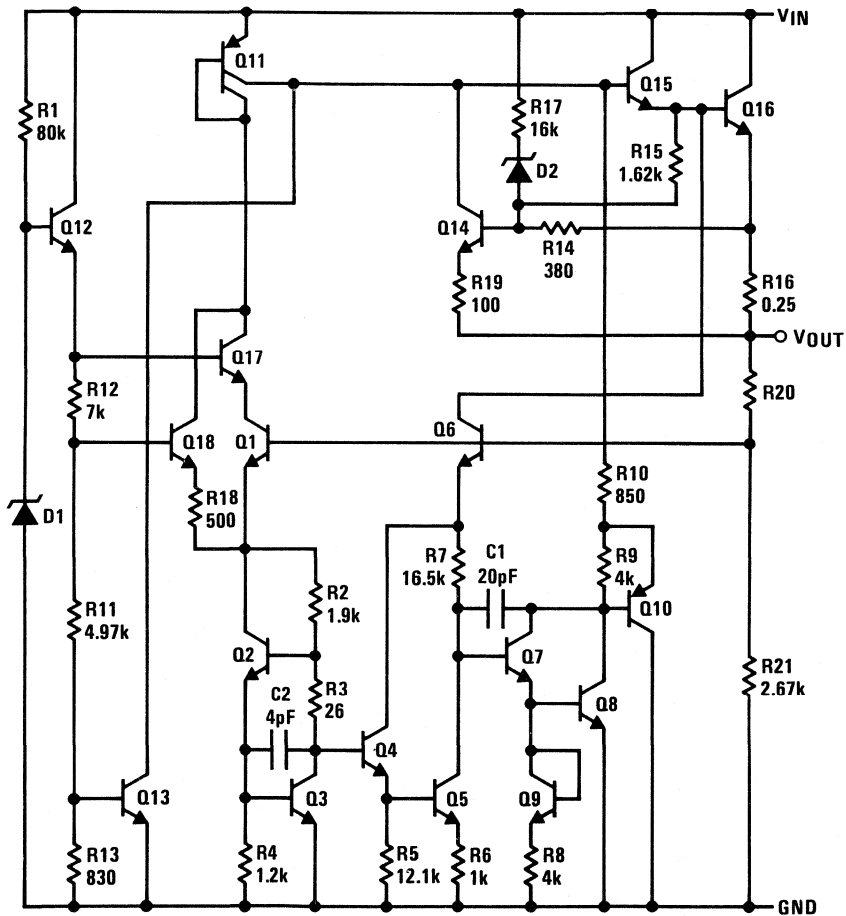 VIN
Q11
Q15
Q16
R1
80k
R17
16k
D2
R15
1.62k
Q12
Q14
R14
380
R19
100
R16
0.25
VOUT
Q17
R12
7k
R20
Q18
Q1
Q6
R18
500
R10
850
D1
R7
16.5k
C1
20pF
R9
4k
Q10
R2
1.9k
R11
4.97k
Q2
Q7
R3
26
C2
4pF
Q8
R21
2.67k
Q4
Q13
Q3
Q5
Q9
R13
830
R4
1.2k
R5
12.1k
R6
1k
R8
4k
GND